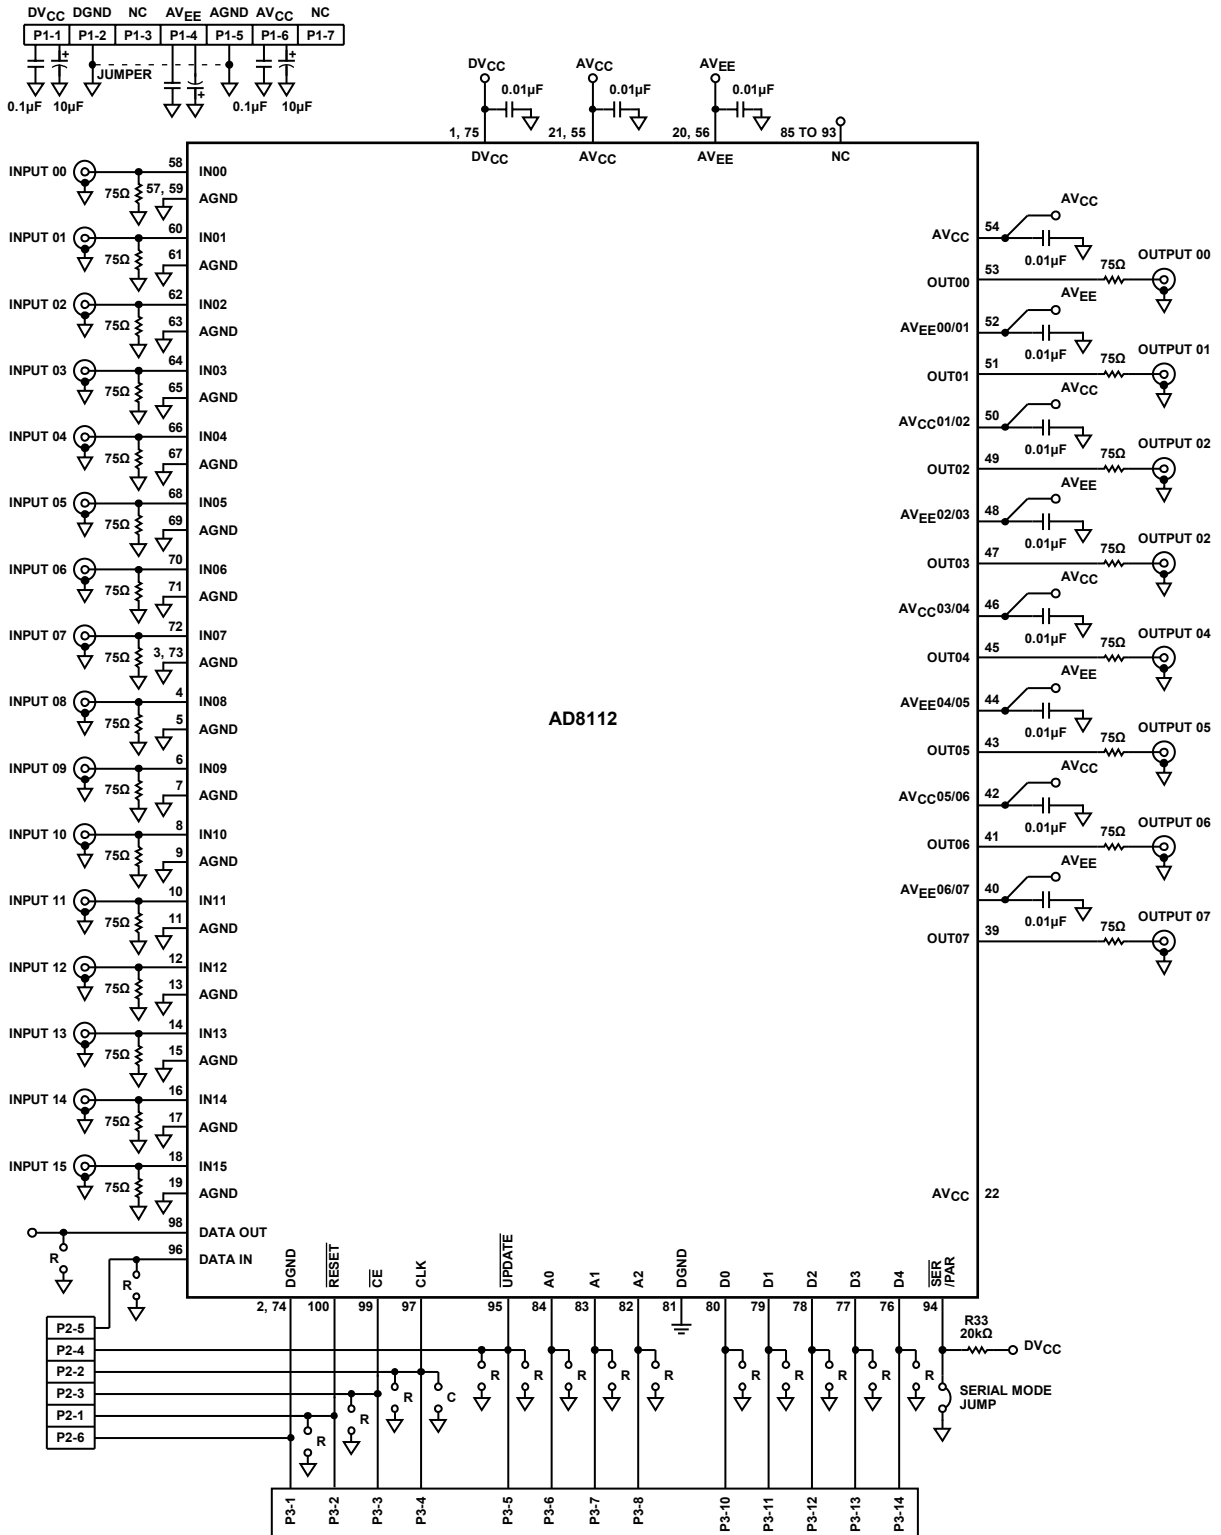 DVCC DGND NC AVEE AGND AVCC NC
P1-1 P1-2 P1-3 P1-4 P1-5 P1-6 P1-7
JUMPER
0.1µF 10µF 0.1µF 10µF
DVCC AVCC AVEE
0.01µF 0.01µF 0.01µF
1, 75 21, 55 20, 56 85 TO 93
DVCC AVCC AVEE NC
INPUT 00 58 IN00
75Ω 57, 59 AGND
INPUT 01 60 IN01
75Ω 61 AGND
INPUT 02 62 IN02
75Ω 63 AGND
INPUT 03 64 IN03
75Ω 65 AGND
INPUT 04 66 IN04
75Ω 67 AGND
INPUT 05 68 IN05
75Ω 69 AGND
INPUT 06 70 IN06
75Ω 71 AGND
INPUT 07 72 IN07
75Ω 3, 73 AGND
INPUT 08 4 IN08
75Ω 5 AGND
INPUT 09 6 IN09
75Ω 7 AGND
INPUT 10 8 IN10
75Ω 9 AGND
INPUT 11 10 IN11
75Ω 11 AGND
INPUT 12 12 IN12
75Ω 13 AGND
INPUT 13 14 IN13
75Ω 15 AGND
INPUT 14 16 IN14
75Ω 17 AGND
INPUT 15 18 IN15
75Ω 19 AGND
98 DATA OUT
R
96 DATA IN
R
AD8112
AVCC
AVCC 54
0.01µF
OUT00 53 75Ω OUTPUT 00
AVEE
AVEE00/01 52
0.01µF
OUT01 51 75Ω OUTPUT 01
AVCC
AVCC01/02 50
0.01µF
OUT02 49 75Ω OUTPUT 02
AVEE
AVEE02/03 48
0.01µF
OUT03 47 75Ω OUTPUT 02
AVCC
AVCC03/04 46
0.01µF
OUT04 45 75Ω OUTPUT 04
AVEE
AVEE04/05 44
0.01µF
OUT05 43 75Ω OUTPUT 05
AVCC
AVCC05/06 42
0.01µF
OUT06 41 75Ω OUTPUT 06
AVEE
AVEE06/07 40
0.01µF
OUT07 39 75Ω OUTPUT 07
AVCC 22
DGND RESET CE CLK UPDATE A0 A1 A2 DGND D0 D1 D2 D3 D4 SER
/PAR
2, 74 100 99 97 95 84 83 82 81 80 79 78 77 76 94
R33
20kΩ
DVCC
P2-5
P2-4
P2-2
P2-3
P2-1
P2-6
R R R C R R R R R R R R R
SERIAL MODE
JUMP
P3-1 P3-2 P3-3 P3-4 P3-5 P3-6 P3-7 P3-8 P3-10 P3-11 P3-12 P3-13 P3-14